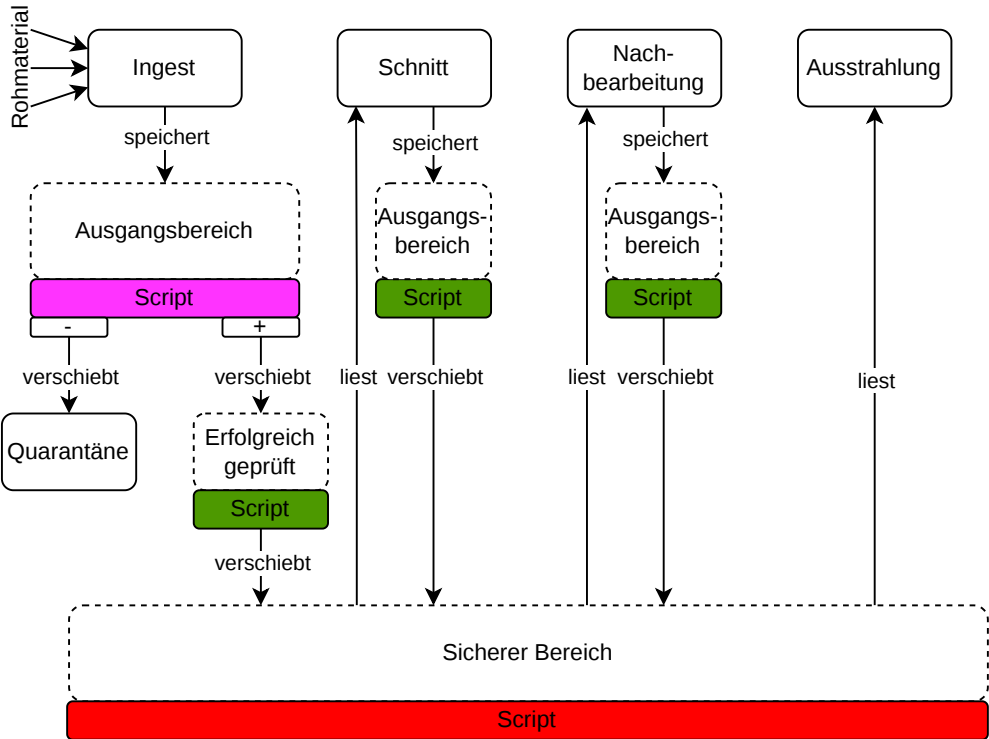 Rohmaterial
Ingest
Schnitt
Nach-
bearbeitung
Ausstrahlung
speichert
speichert
speichert
Ausgangsbereich
Ausgangs-
bereich
Ausgangs-
bereich
Script
Script
Script
-
+
verschiebt
verschiebt
liest
verschiebt
liest
verschiebt
liest
Quarantäne
Erfolgreich
geprüft
Script
verschiebt
Sicherer Bereich
Script